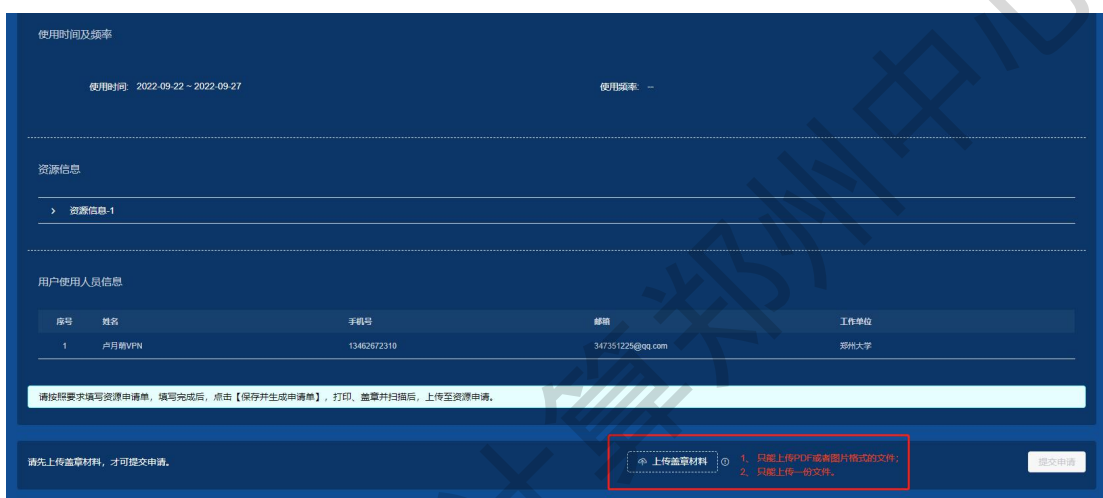 使用时间及频率
使用时间: 2022-09-22 ~ 2022-09-27 使用频率: --
资源信息
资源信息-1
用户使用人员信息
序号 姓名 手机号 邮箱 工作单位
1 卢月萌VPN 13462672310 347351225@qq.com 郑州大学
请按照要求填写资源申请单，填写完成后，点击【保存并生成申请单】，打印、盖章并扫描后，上传至资源申请。
请先上传盖章材料，才可提交申请。 上传盖章材料 1、只能上传PDF或者图片格式的文件; 提交申请
2、只能上传一份文件。
计算郑州中心